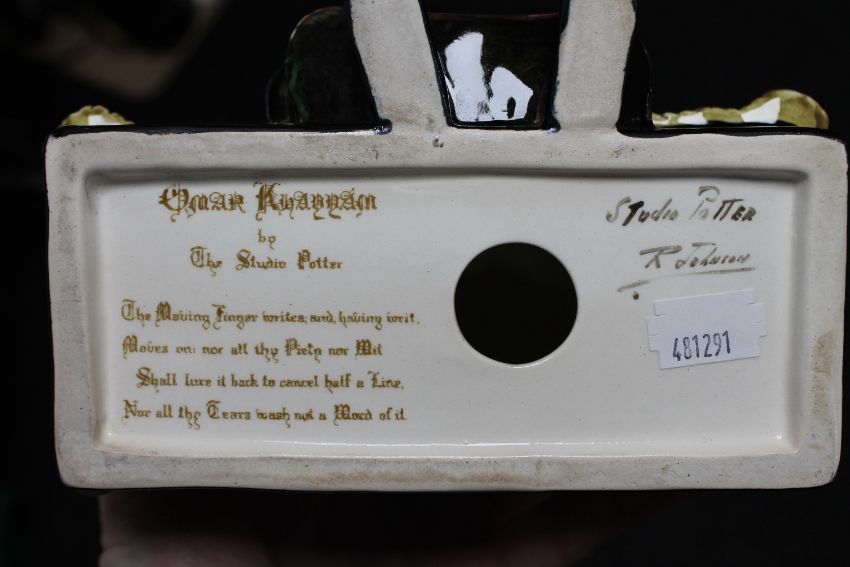 Omar Khayyám
by
The Studio Potter
The Moving Finger writes; and, having writ,
Moves on: nor all thy Piety nor Wit
Shall lure it back to cancel half a Line,
Nor all thy Tears wash out a Word of it
Studio Potter
R Johnson
481291